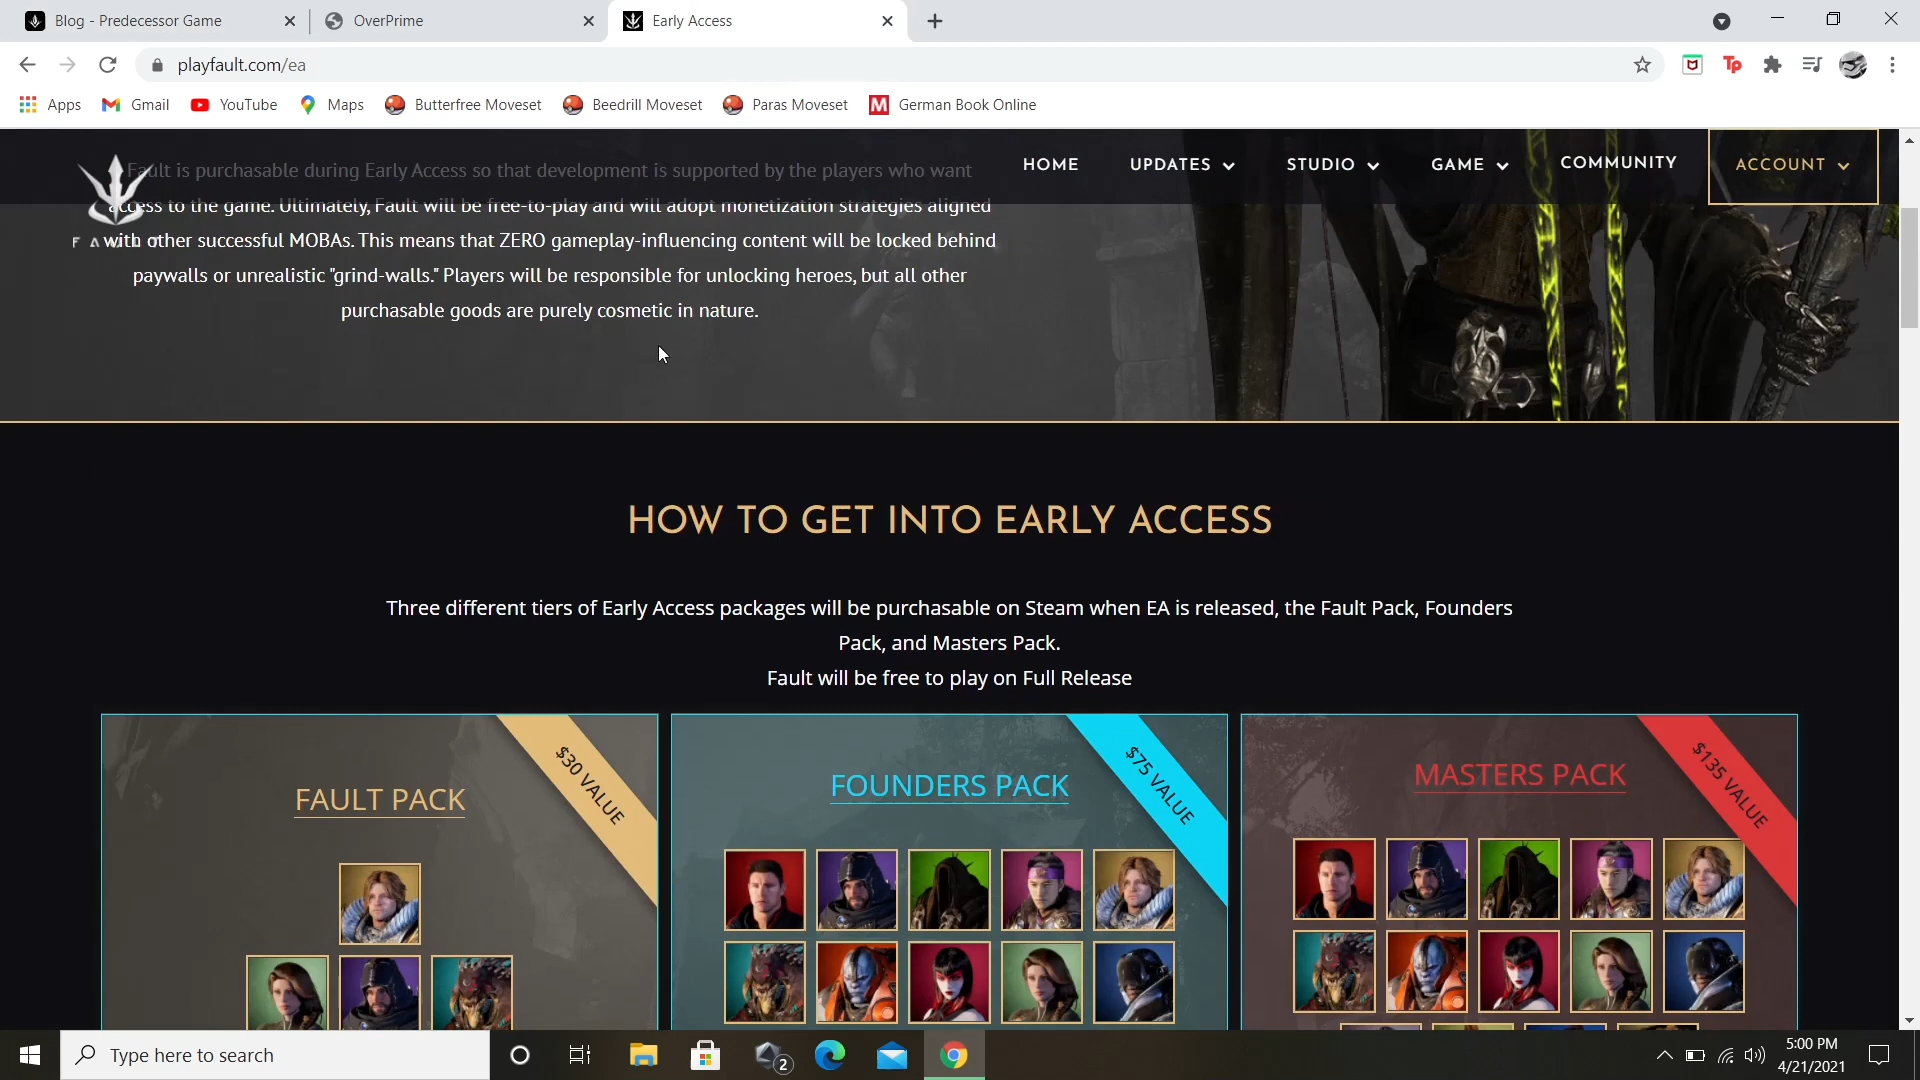 Blog - Predecessor Game
OverPrime
Early Access
playfault.com/ea
Apps
Gmail
YouTube
Maps
Butterfree Moveset
Beedrill Moveset
Paras Moveset
German Book Online
HOME
UPDATES
STUDIO
GAME
COMMUNITY
ACCOUNT
FAULT
Fault is purchasable during Early Access so that development is supported by the players who want
access to the game. Ultimately, Fault will be free-to-play and will adopt monetization strategies aligned
with other successful MOBAs. This means that ZERO gameplay-influencing content will be locked behind
paywalls or unrealistic "grind-walls." Players will be responsible for unlocking heroes, but all other
purchasable goods are purely cosmetic in nature.
HOW TO GET INTO EARLY ACCESS
Three different tiers of Early Access packages will be purchasable on Steam when EA is released, the Fault Pack, Founders
Pack, and Masters Pack.
Fault will be free to play on Full Release
$30 VALUE
FAULT PACK
$75 VALUE
FOUNDERS PACK
$135 VALUE
MASTERS PACK
Type here to search
2
5:00 PM
4/21/2021